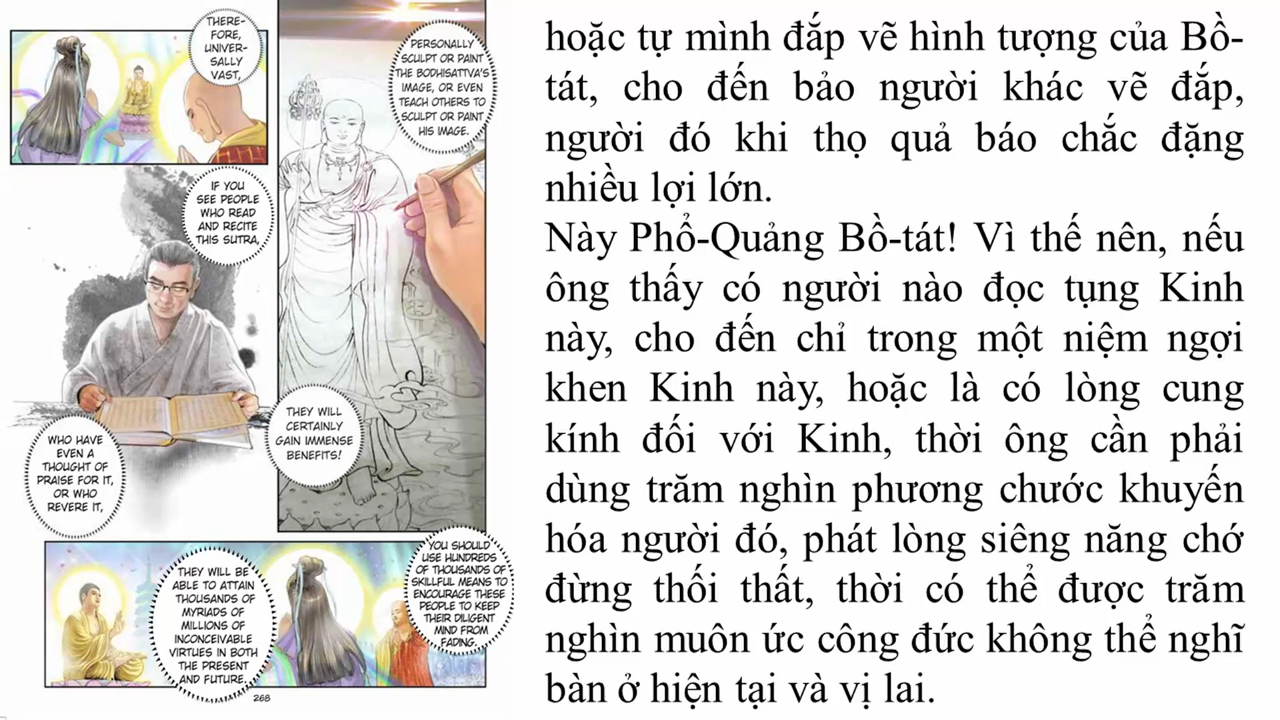 PERSONALLY
SCULPT OR PAINT
THE BODHISATTVA'S
IMAGE, OR EVEN
TEACH OTHERS TO
SCULPT OR PAINT
HIS IMAGE.
THEY WILL
CERTAINLY
GAIN IMMENSE
BENEFITS!
THERE-
FORE,
UNIVER-
SALLY
VAST,
IF YOU
SEE PEOPLE
WHO READ
AND RECITE
THIS SUTRA,
WHO HAVE
EVEN A
THOUGHT OF
PRAISE FOR IT,
OR WHO
REVERE IT,
YOU SHOULD
USE HUNDREDS
OF THOUSANDS OF
SKILLFUL MEANS TO
ENCOURAGE THESE
PEOPLE TO KEEP
THEIR DILIGENT
MIND FROM
FADING.
THEY WILL BE
ABLE TO ATTAIN
THOUSANDS OF
MYRIADS OF
MILLIONS OF
INCONCEIVABLE
VIRTUES IN BOTH
THE PRESENT
AND FUTURE.
268
hoặc tự mình đắp vẽ hình tượng của Bồ-
tát, cho đến bảo người khác vẽ đắp,
người đó khi thọ quả báo chắc đặng
nhiều lợi lớn.
Này Phổ-Quảng Bồ-tát! Vì thế nên, nếu
ông thấy có người nào đọc tụng Kinh
này, cho đến chỉ trong một niệm ngợi
khen Kinh này, hoặc là có lòng cung
kính đối với Kinh, thời ông cần phải
dùng trăm nghìn phương chước khuyến
hóa người đó, phát lòng siêng năng chớ
đừng thối thất, thời có thể được trăm
nghìn muôn ức công đức không thể nghĩ
bàn ở hiện tại và vị lai.